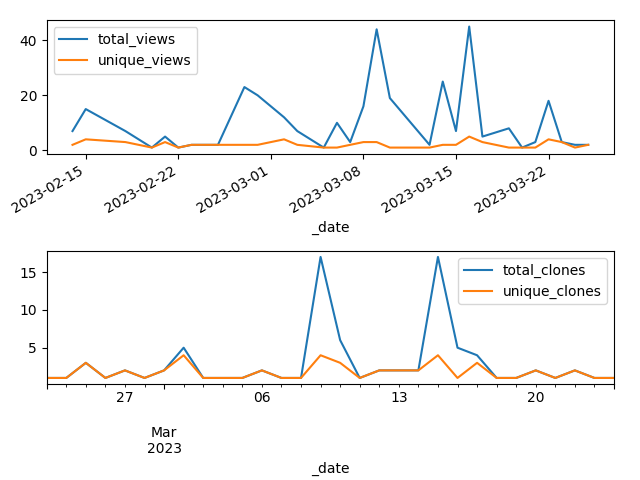 total_views
unique_views
40
20
0
2023-02-15
2023-02-22
2023-03-01
2023-03-08
2023-03-15
2023-03-22
_date
total_clones
unique_clones
15
10
5
27
06
13
20
Mar
2023
_date